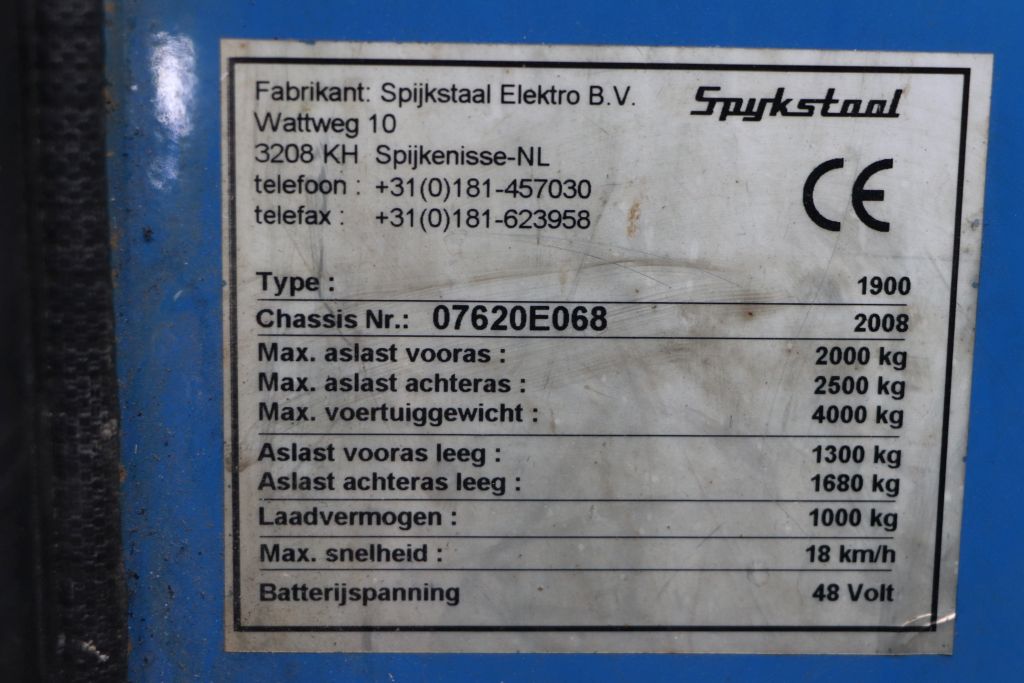 Fabrikant: Spijkstaal Elektro B.V.
Spykstaal
Wattweg 10
3208 KH Spijkenisse-NL
telefoon : +31(0)181-457030
telefax : +31(0)181-623958
CE
Type : 1900
Chassis Nr.: 07620E068 2008
Max. aslast vooras : 2000 kg
Max. aslast achteras : 2500 kg
Max. voertuiggewicht : 4000 kg
Aslast vooras leeg : 1300 kg
Aslast achteras leeg : 1680 kg
Laadvermogen : 1000 kg
Max. snelheid : 18 km/h
Batterijspanning 48 Volt